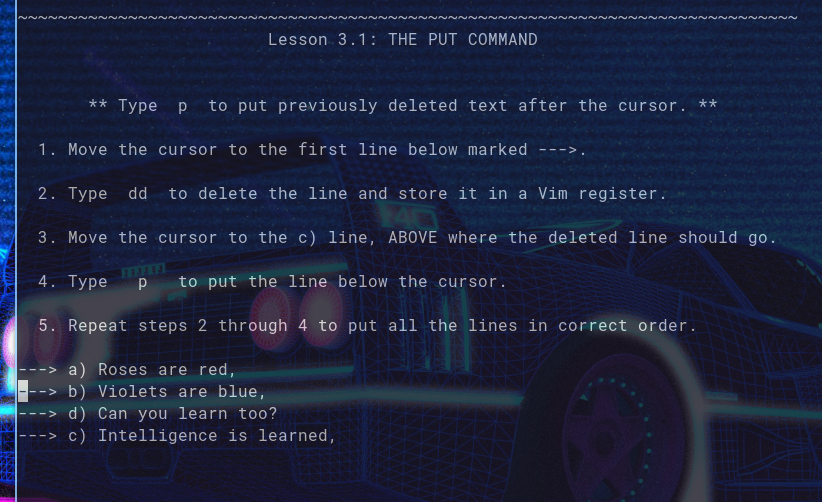 ~~~~~~~~~~~~~~~~~~~~~~~~~~~~~~~~~~~~~~~~~~~~~~~~~~~~~~~~~~~~~~~~~~~~~~~~~~~~~~
Lesson 3.1: THE PUT COMMAND
** Type  p  to put previously deleted text after the cursor. **
1. Move the cursor to the first line below marked --->.
2. Type  dd  to delete the line and store it in a Vim register.
3. Move the cursor to the c) line, ABOVE where the deleted line should go.
4. Type   p   to put the line below the cursor.
5. Repeat steps 2 through 4 to put all the lines in correct order.
---> a) Roses are red,
---> b) Violets are blue,
---> d) Can you learn too?
---> c) Intelligence is learned,